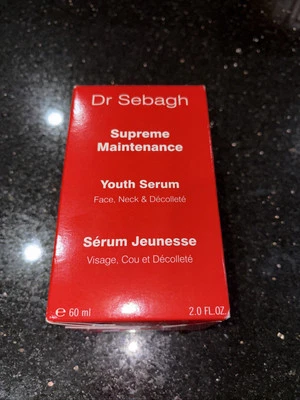 Dr Sebagh
Supreme
Maintenance
Youth Serum
Face, Neck & Décolleté
Sérum Jeunesse
Visage, Cou et Décolleté
℮ 60 ml 2.0 FL.OZ.